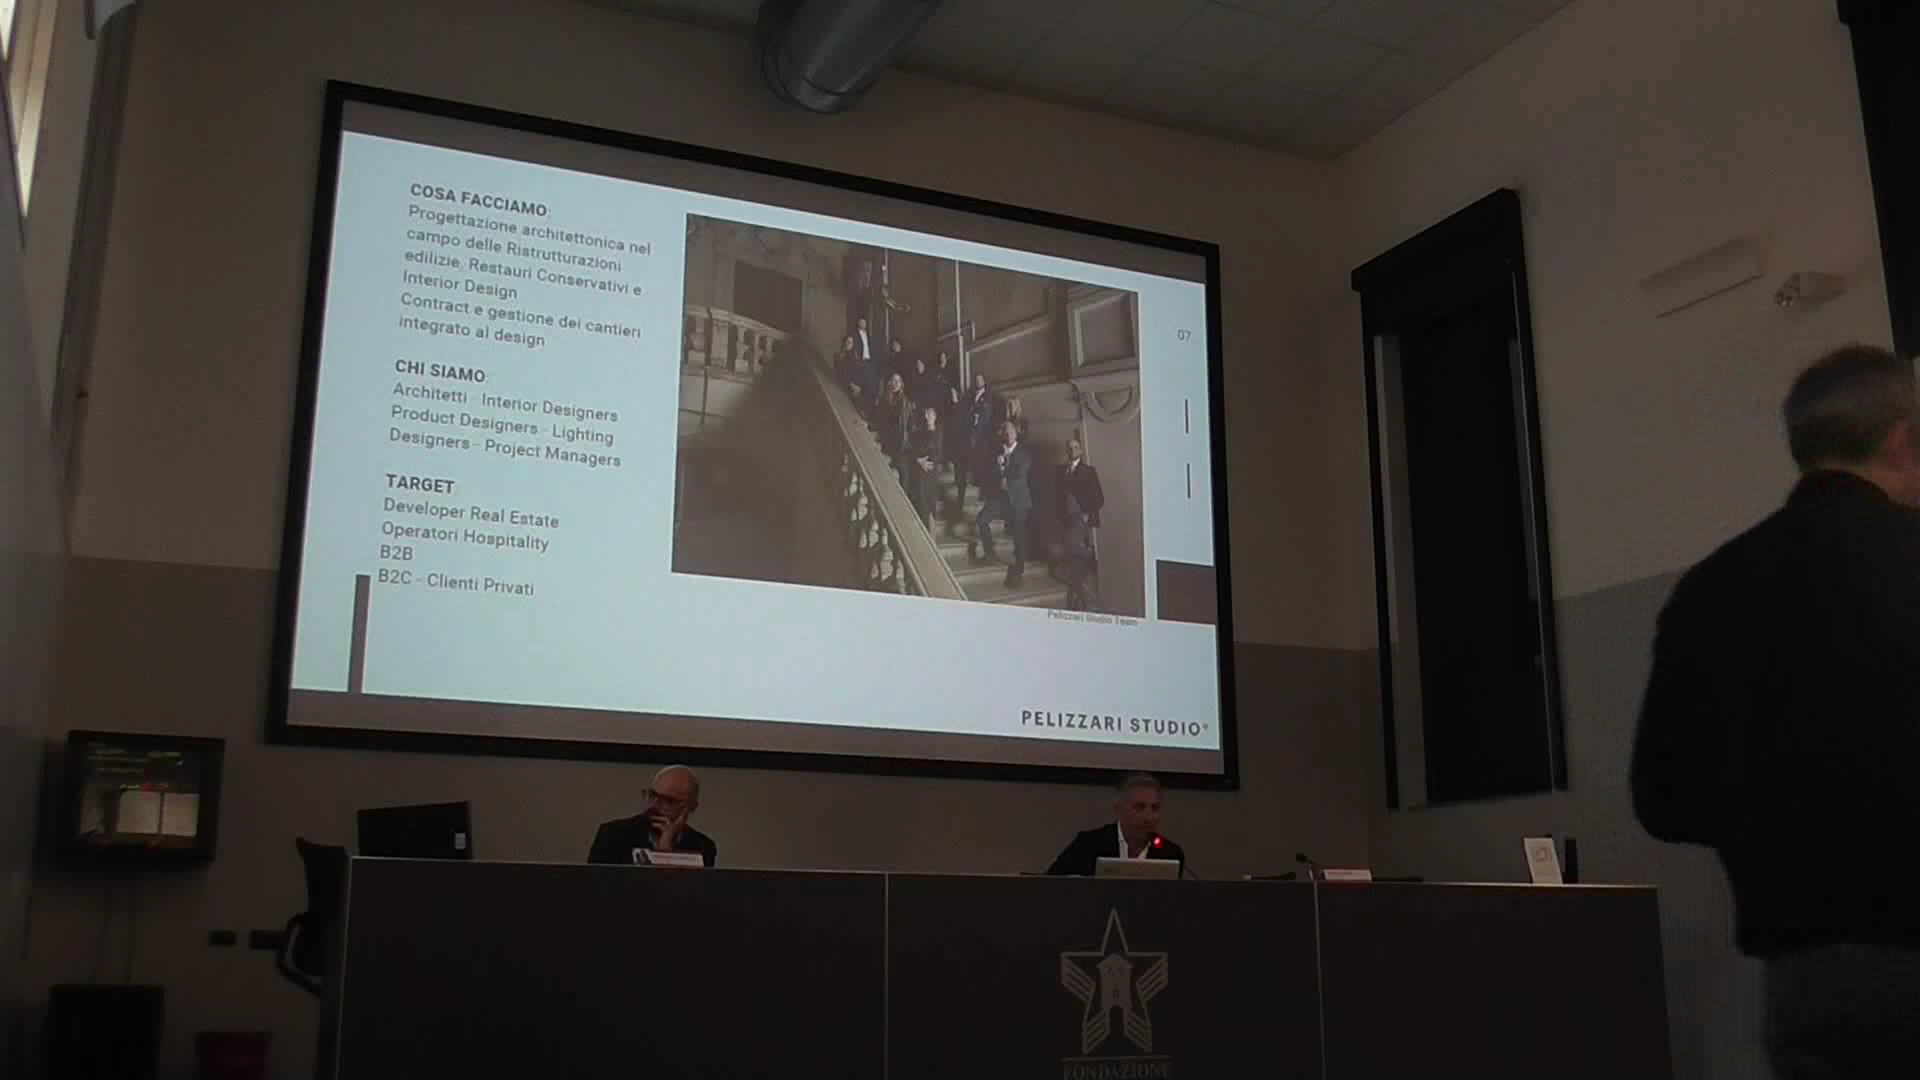 COSA FACCIAMO:
Progettazione architettonica nel
campo delle Ristrutturazioni
edilizie, Restauri Conservativi e
Interior Design
Contract e gestione dei cantieri
integrato al design
CHI SIAMO:
Architetti - Interior Designers
Product Designers - Lighting
Designers - Project Managers
TARGET
Developer Real Estate
Operatori Hospitality
B2B
B2C - Clienti Privati
07
Pelizzari Studio Team
PELIZZARI STUDIO®
FONDAZIONE